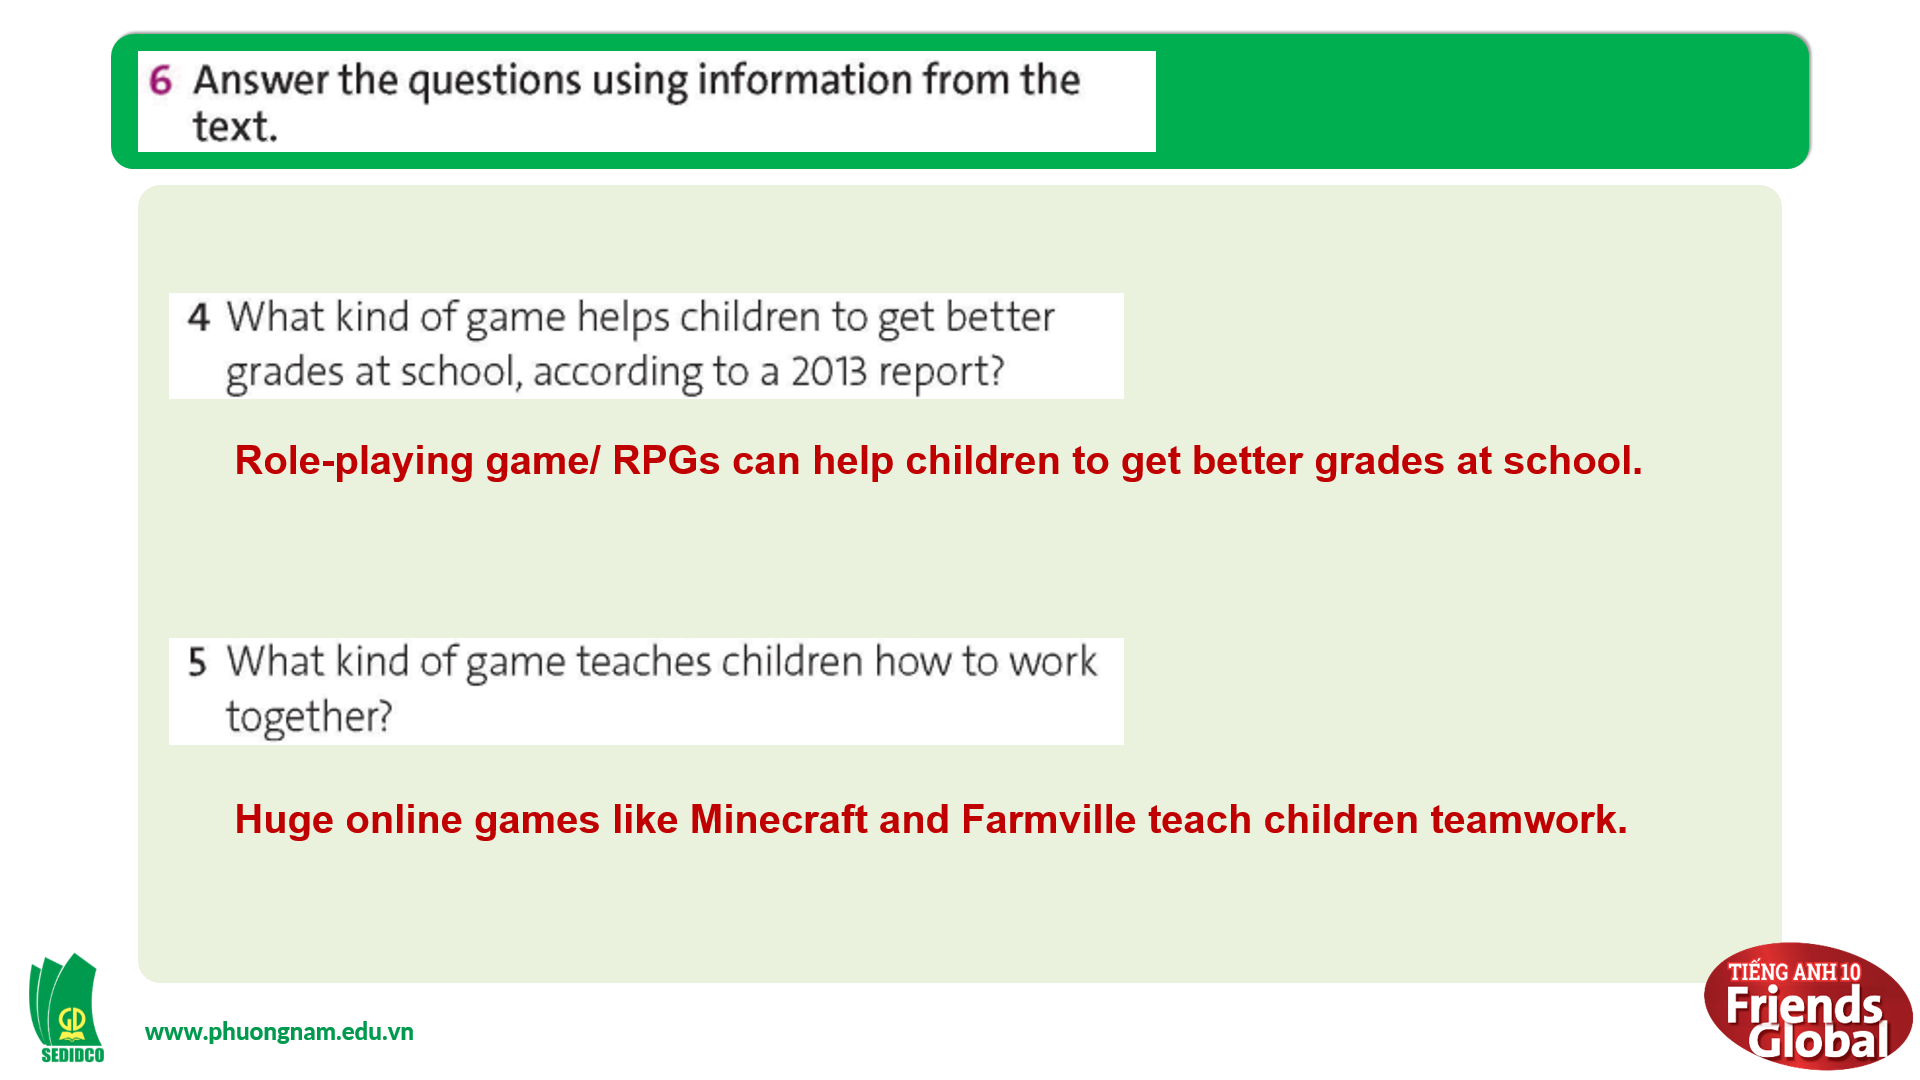 6 Answer the questions using information from the
text.
4 What kind of game helps children to get better
grades at school, according to a 2013 report?
Role-playing game/ RPGs can help children to get better grades at school.
5 What kind of game teaches children how to work
together?
Huge online games like Minecraft and Farmville teach children teamwork.
GD
SEDIDCO
www.phuongnam.edu.vn
TIẾNG ANH 10
Friends
Global